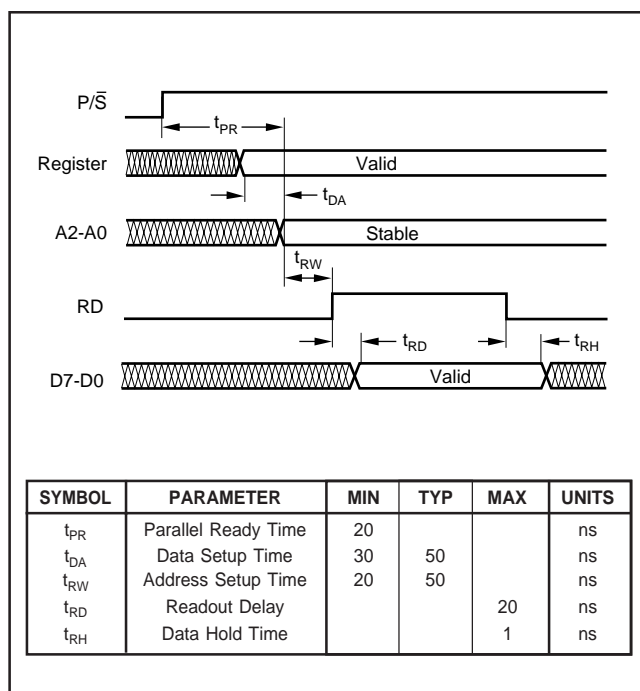 P/S̅
t_PR
Register Valid
t_DA
A2-A0 Stable
t_RW
RD
t_RD t_RH
D7-D0 Valid
SYMBOL PARAMETER MIN TYP MAX UNITS
t_PR Parallel Ready Time 20 ns
t_DA Data Setup Time 30 50 ns
t_RW Address Setup Time 20 50 ns
t_RD Readout Delay 20 ns
t_RH Data Hold Time 1 ns